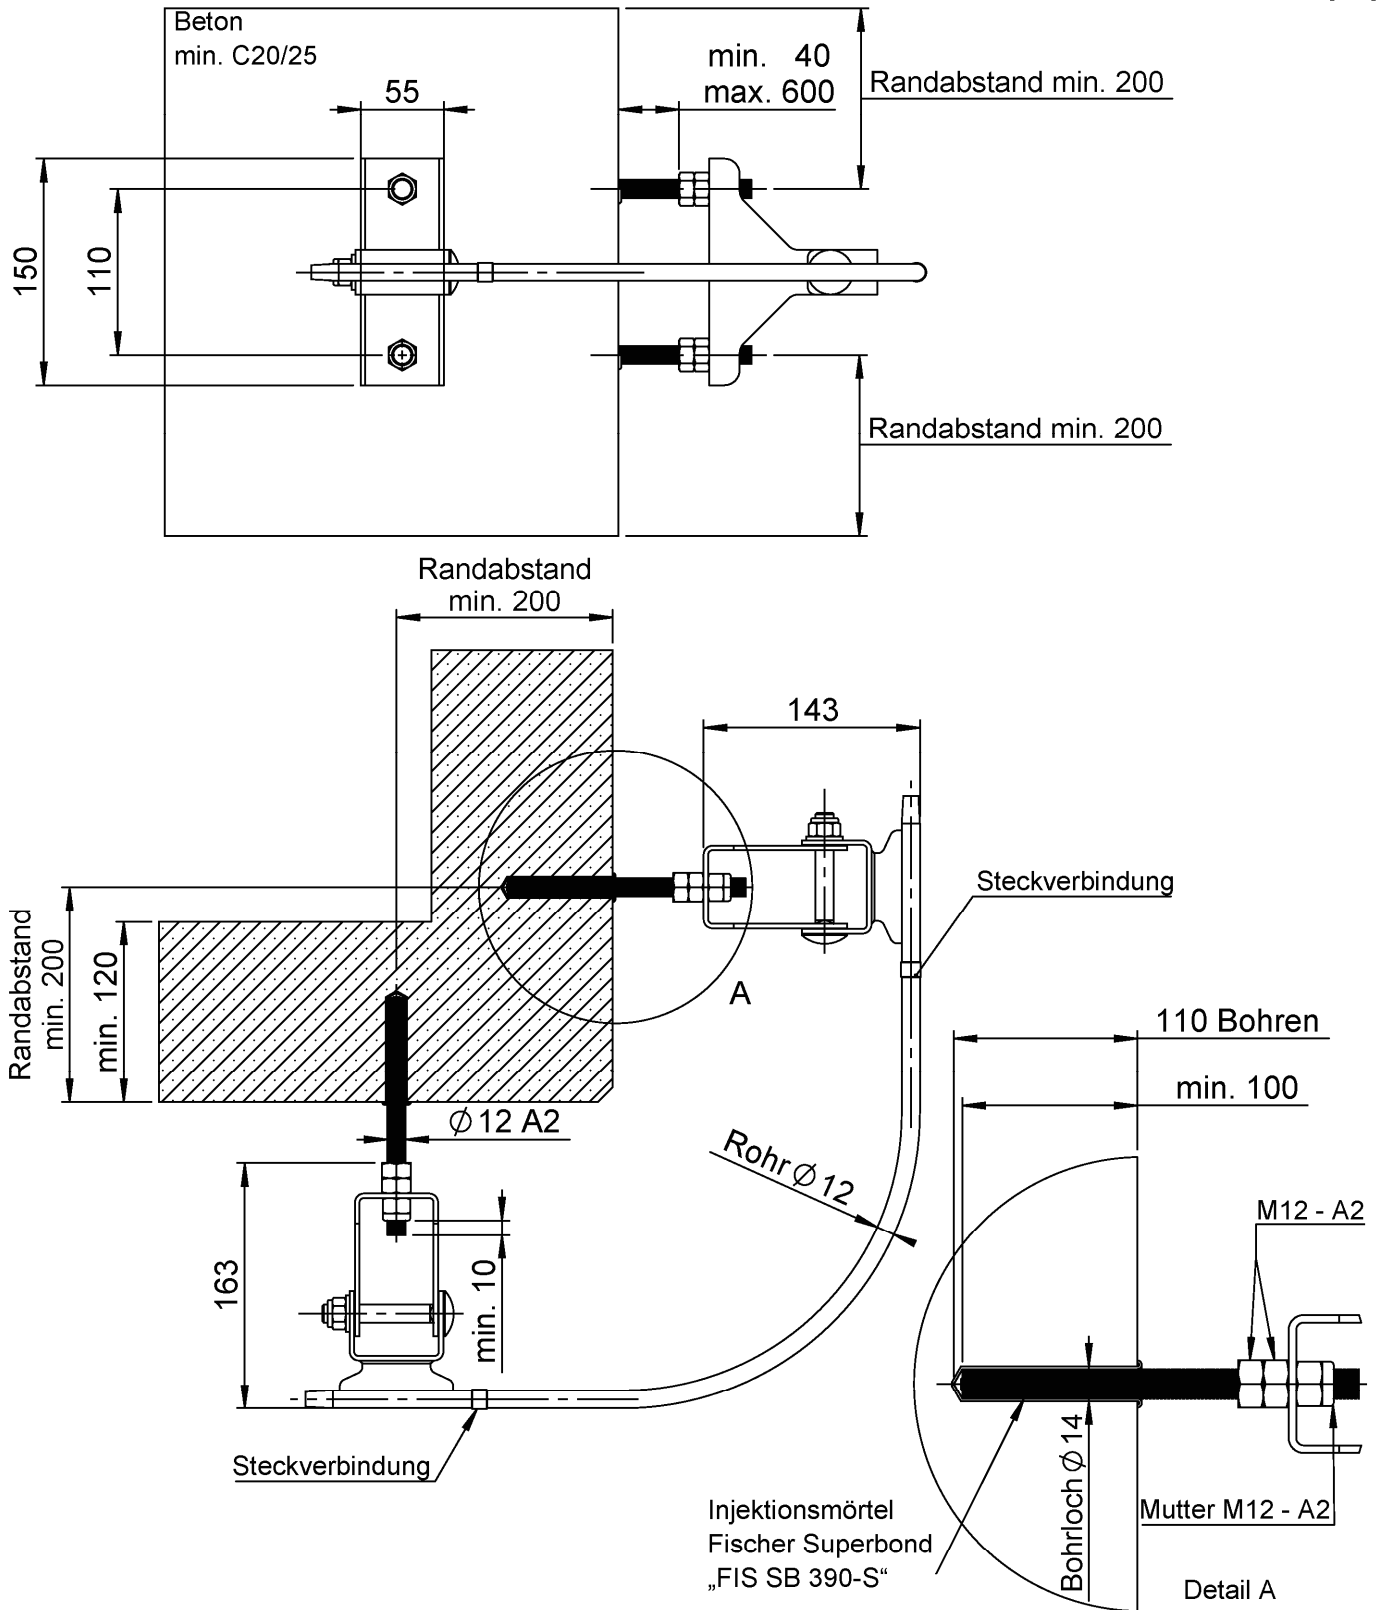 Beton
min. C20/25
55
min. 40
max. 600
Randabstand min. 200
150
110
Randabstand min. 200
Randabstand
min. 200
143
Steckverbindung
Randabstand
min. 200
min. 120
A
110 Bohren
min. 100
∅ 12 A2
Rohr ∅ 12
M12 - A2
163
min. 10
Steckverbindung
Injektionsmörtel
Fischer Superbond
„FIS SB 390-S“
Bohrloch ∅ 14
Mutter M12 - A2
Detail A